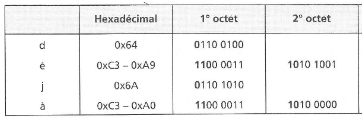 Hexadécimal 1° octet 2° octet
d 0x64 0110 0100
é 0xC3 – 0xA9 1100 0011 1010 1001
j 0x6A 0110 1010
à 0xC3 – 0xA0 1100 0011 1010 0000